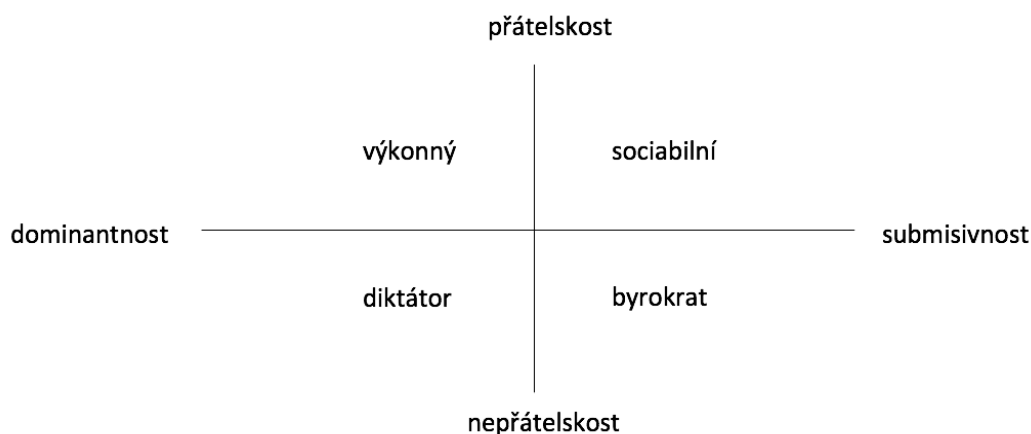 přátelskost
výkonný sociabilní
dominantnost submisivnost
diktátor byrokrat
nepřátelskost